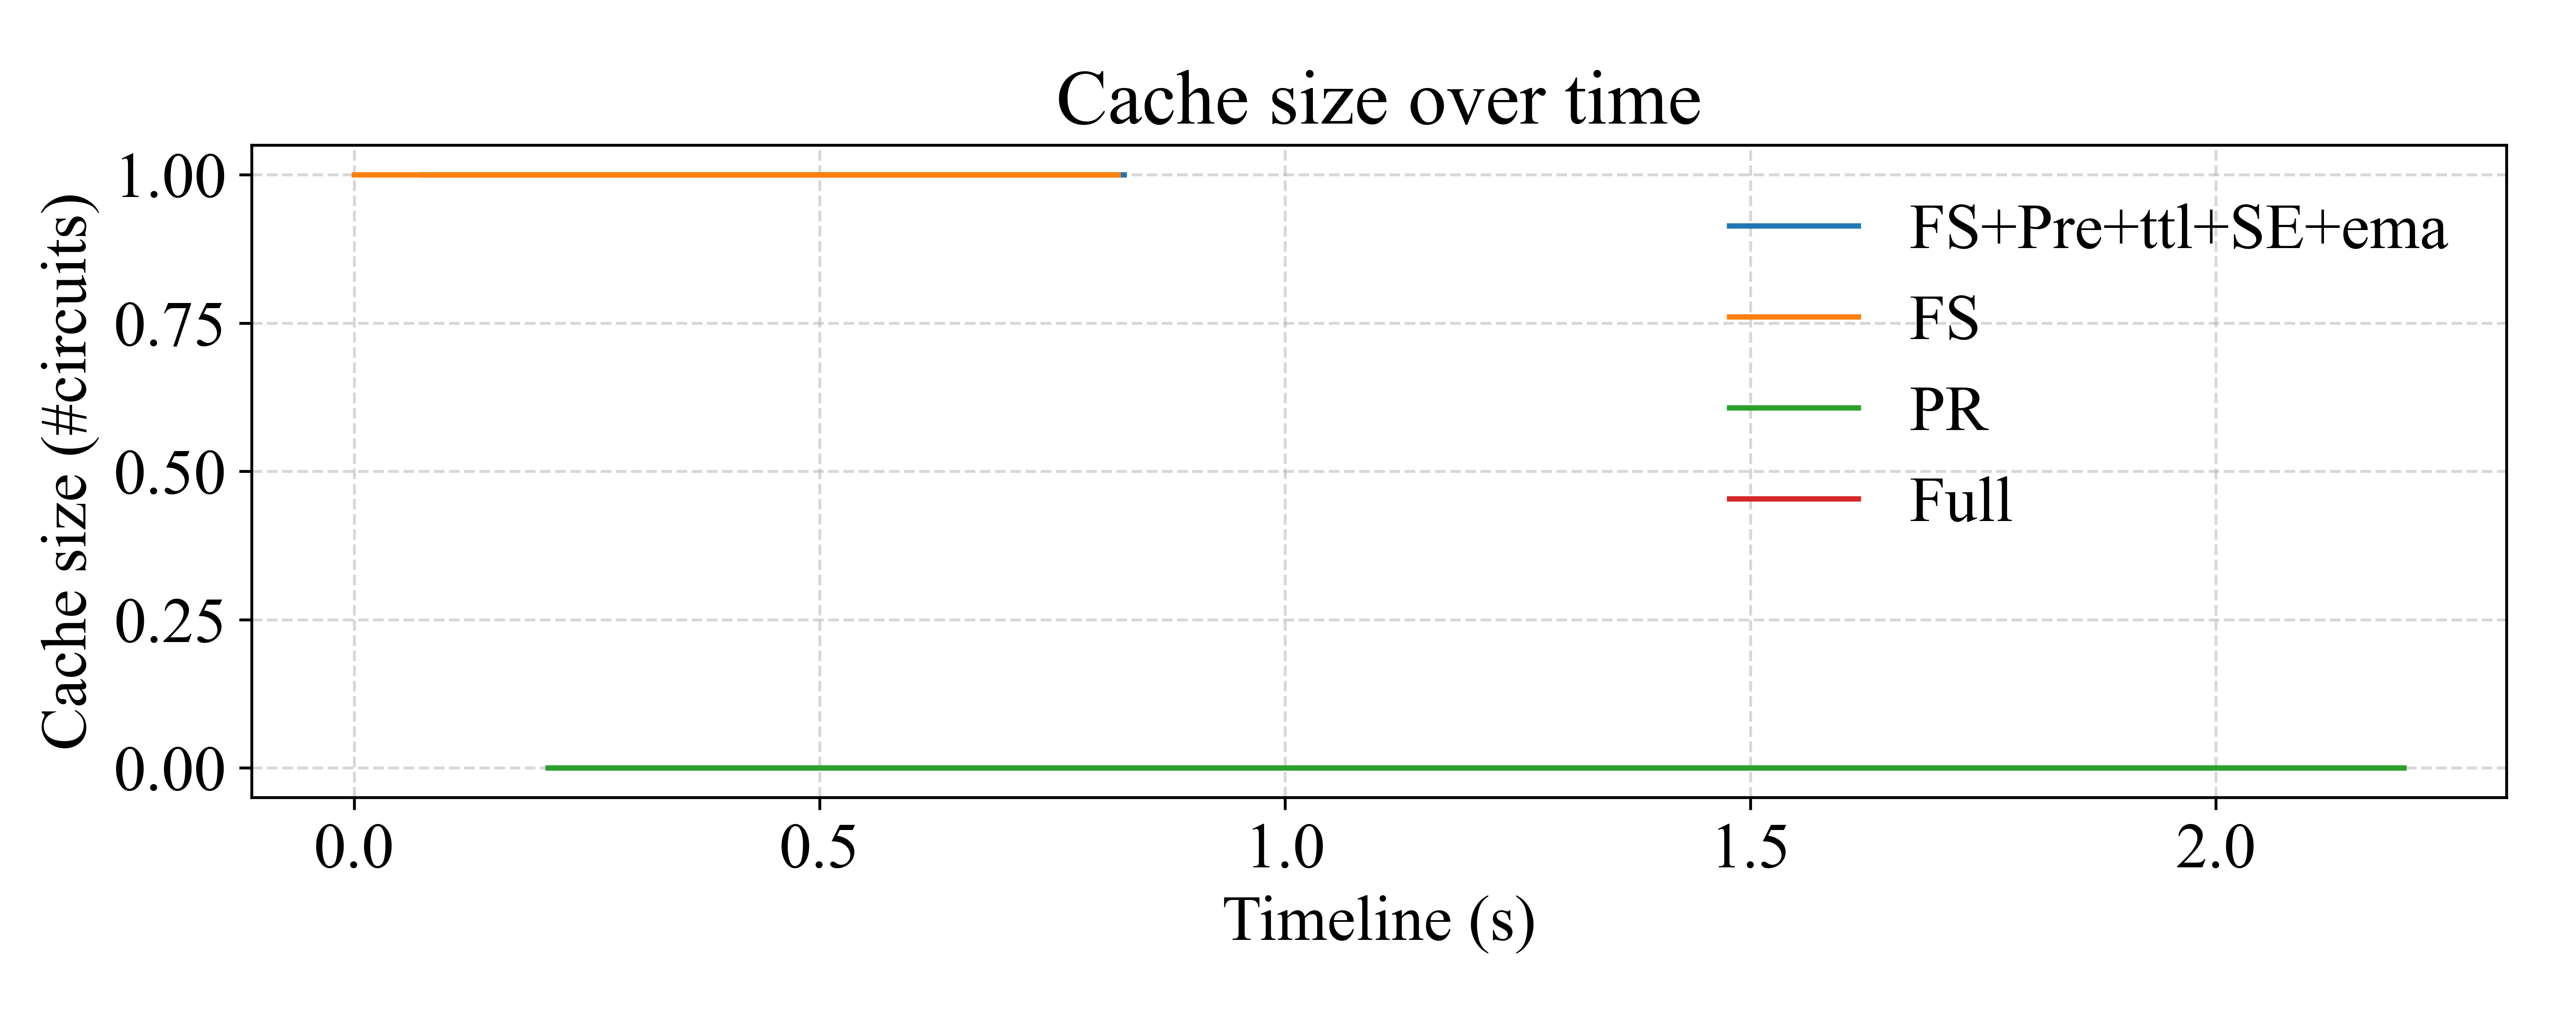 Cache size over time
Cache size (#circuits)
1.00
0.75
0.50
0.25
0.00
FS+Pre+ttl+SE+ema
FS
PR
Full
0.0 0.5 1.0 1.5 2.0
Timeline (s)